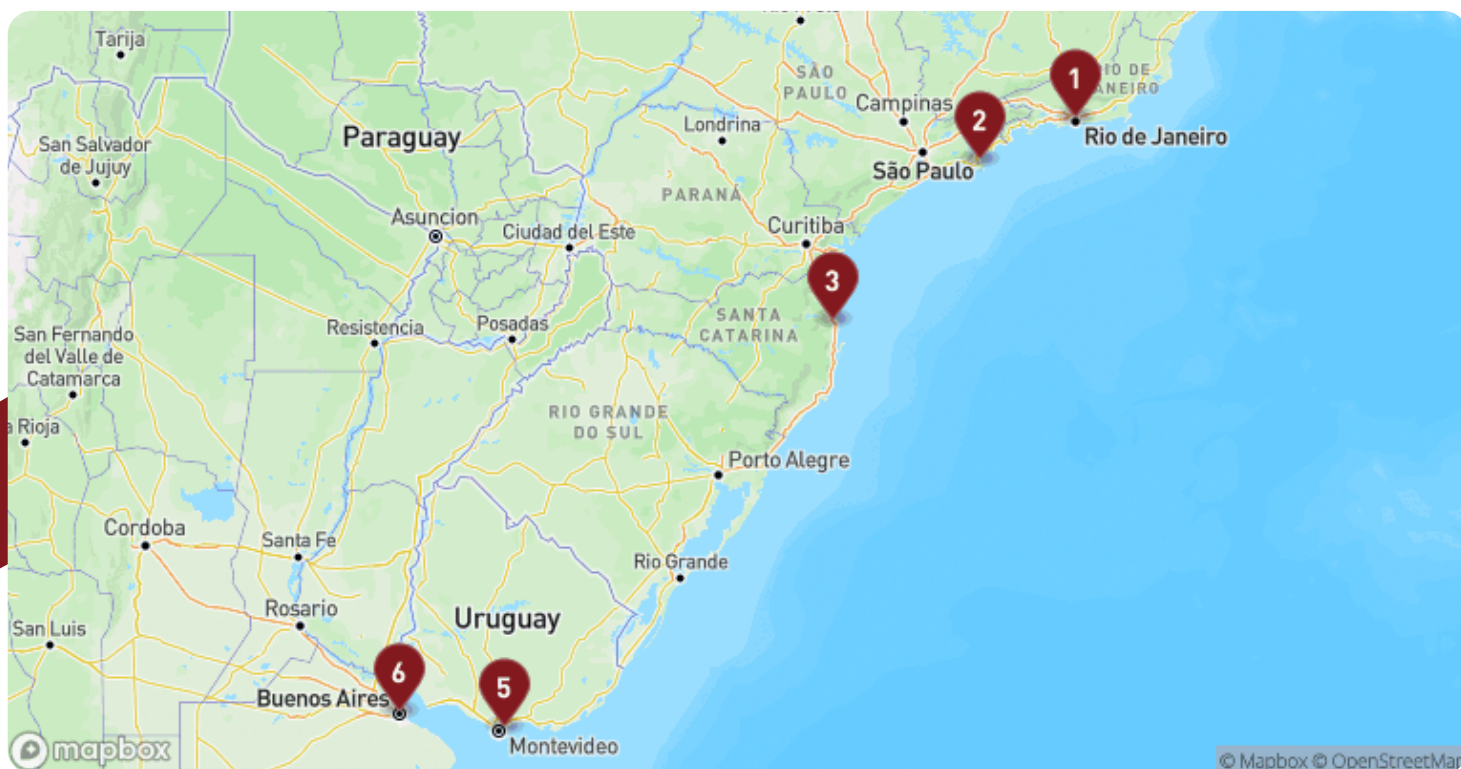 Tarija
SÃO
PAULO
1
IO DE
ANEIRO
Campinas
2
San Salvador
de Jujuy
Paraguay
Londrina
Rio de Janeiro
São Paulo
PARANÁ
Asuncion
Ciudad del Este
Curitiba
3
San Fernando
del Valle de
Catamarca
Resistencia
Posadas
SANTA
CATARINA
a Rioja
RIO GRANDE
DO SUL
Porto Alegre
Cordoba
Santa Fe
Rio Grande
Rosario
Uruguay
San Luis
6
5
Buenos Aires
Montevideo
mapbox
© Mapbox © OpenStreetMap